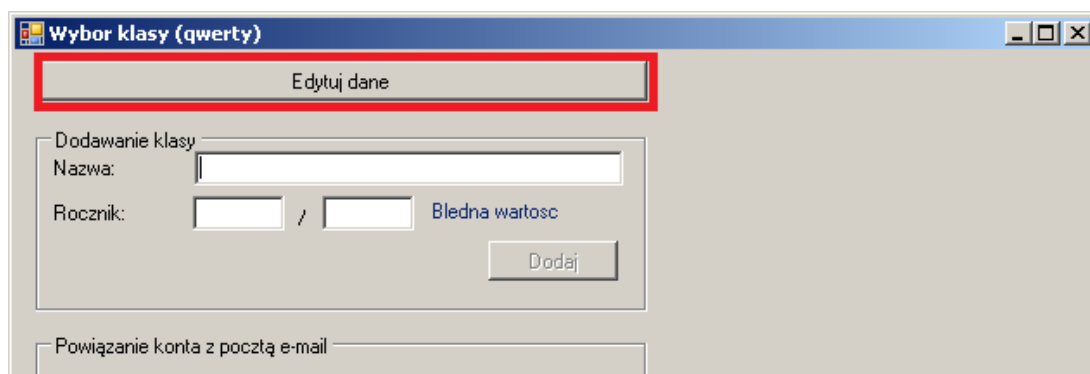 Wybor klasy (qwerty)
Edytuj dane
Dodawanie klasy
Nazwa:
Rocznik: / Bledna wartosc
Dodaj
Powiązanie konta z pocztą e-mail